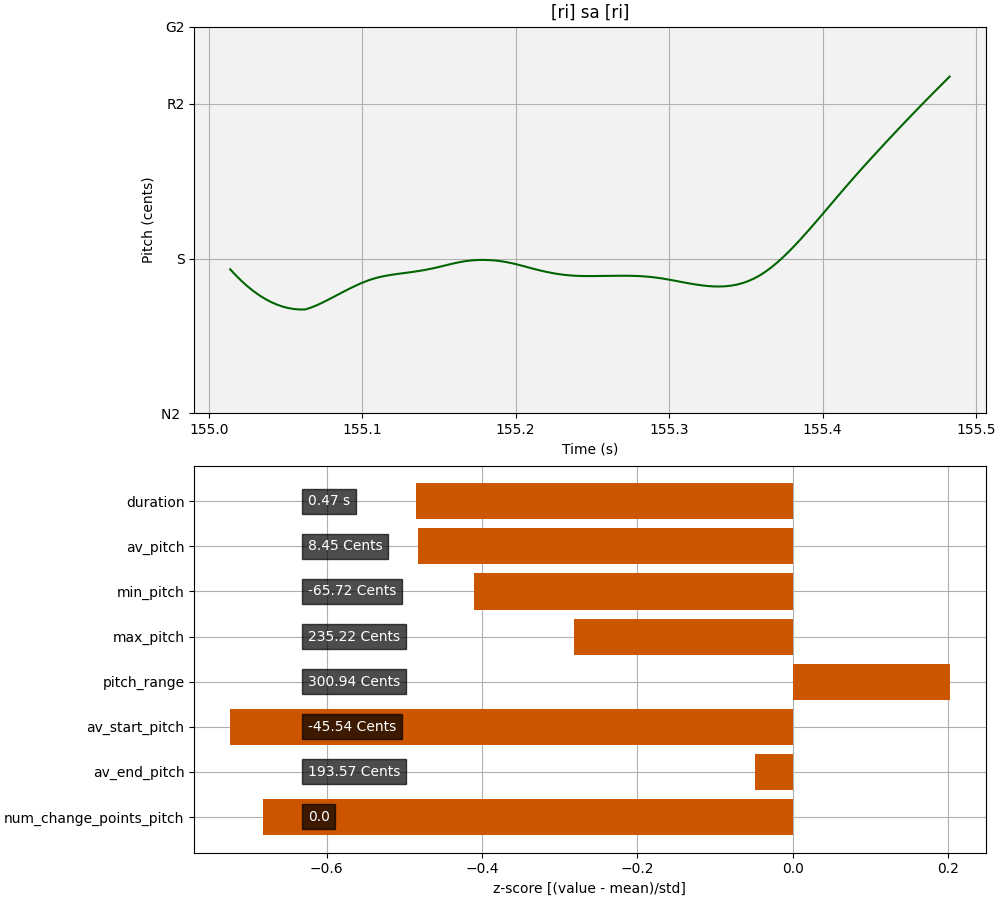 [ri] sa [ri]
G2
R2
S
N2
Pitch (cents)
155.0 155.1 155.2 155.3 155.4 155.5
Time (s)
duration 0.47 s
av_pitch 8.45 Cents
min_pitch -65.72 Cents
max_pitch 235.22 Cents
pitch_range 300.94 Cents
av_start_pitch -45.54 Cents
av_end_pitch 193.57 Cents
num_change_points_pitch 0.0
−0.6 −0.4 −0.2 0.0 0.2
z-score [(value - mean)/std]